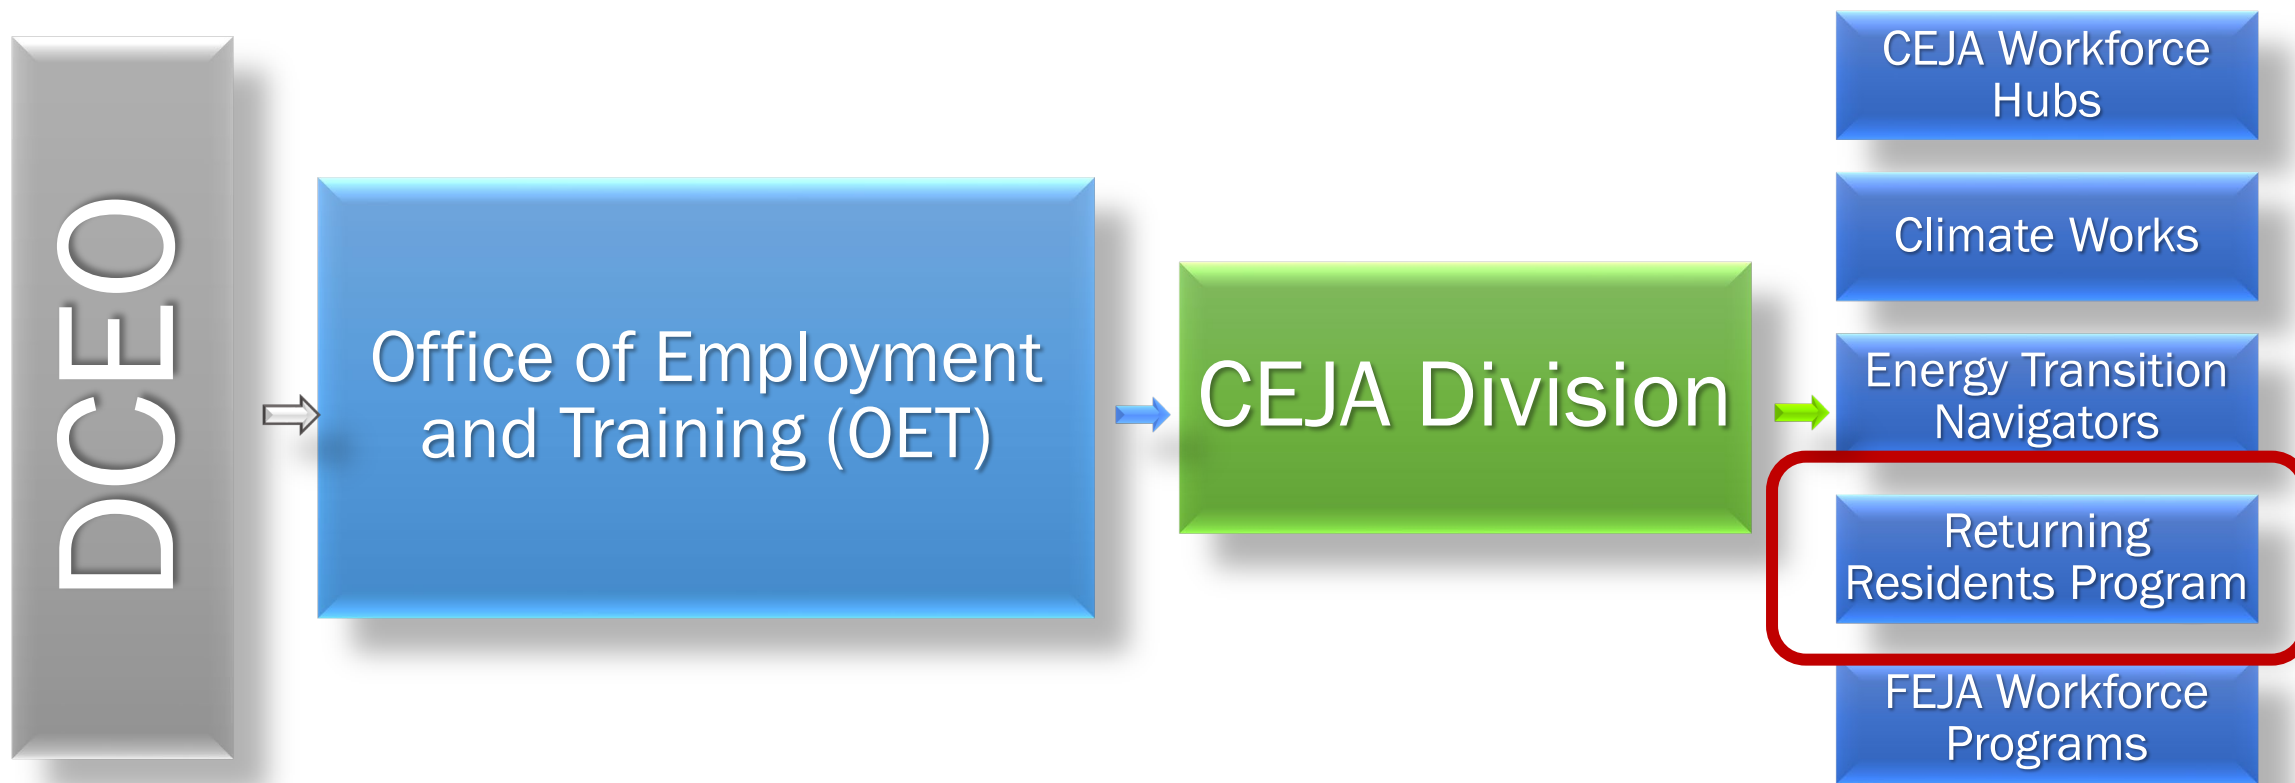 DCEO
Office of Employment
and Training (OET)
CEJA Division
CEJA Workforce
Hubs
Climate Works
Energy Transition
Navigators
Returning
Residents Program
FEJA Workforce
Programs